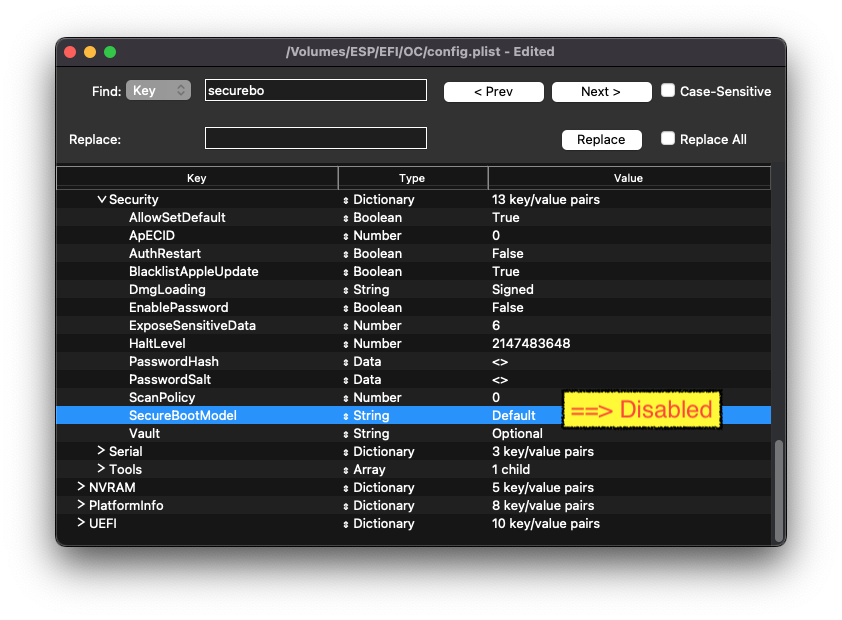 /Volumes/ESP/EFI/OC/config.plist - Edited
Find: Key securebo < Prev Next > Case-Sensitive
Replace: Replace Replace All
Key Type Value
Security Dictionary 13 key/value pairs
AllowSetDefault Boolean True
ApECID Number 0
AuthRestart Boolean False
BlacklistAppleUpdate Boolean True
DmgLoading String Signed
EnablePassword Boolean False
ExposeSensitiveData Number 6
HaltLevel Number 2147483648
PasswordHash Data <>
PasswordSalt Data <>
ScanPolicy Number 0
SecureBootModel String Default ==> Disabled
Vault String Optional
Serial Dictionary 3 key/value pairs
Tools Array 1 child
NVRAM Dictionary 5 key/value pairs
PlatformInfo Dictionary 8 key/value pairs
UEFI Dictionary 10 key/value pairs